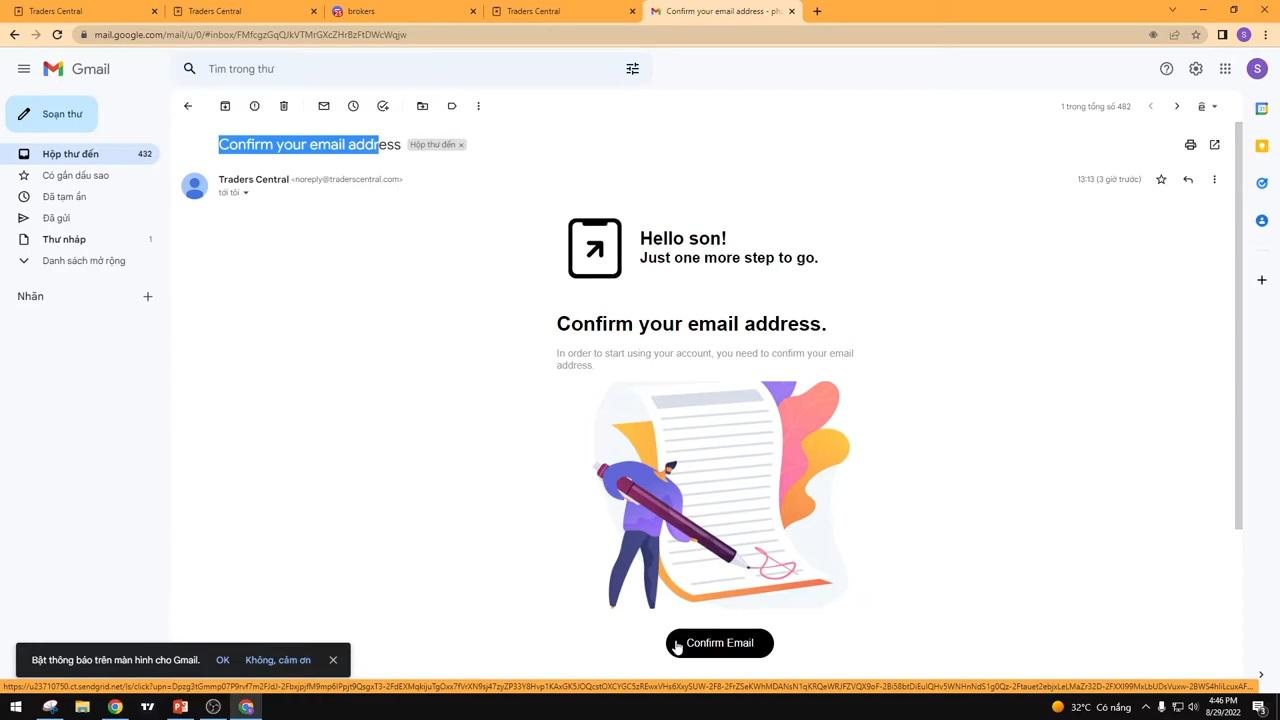 Traders Central
Traders Central
brokers
Traders Central
Confirm your email address - pho
mail.google.com/mail/u/0/#inbox/FMfcgzGqQJkVTMrGXcZHrBzFtDWcWqjw
S
Gmail
Tìm trong thư
S
Soạn thư
1 trong tổng số 482
Confirm your email address
Hộp thư đến
Hộp thư đến
432
Có gắn dấu sao
Traders Central <noreply@traderscentral.com>
13:13 (3 giờ trước)
tới tôi
Đã tạm ẩn
Đã gửi
Thư nháp
1
Danh sách mở rộng
Nhãn
Hello son!
Just one more step to go.
Confirm your email address.
In order to start using your account, you need to confirm your email
address.
Confirm Email
Bật thông báo trên màn hình cho Gmail.
OK
Không, cảm ơn
32°C
Có nắng
4:46 PM
8/29/2022